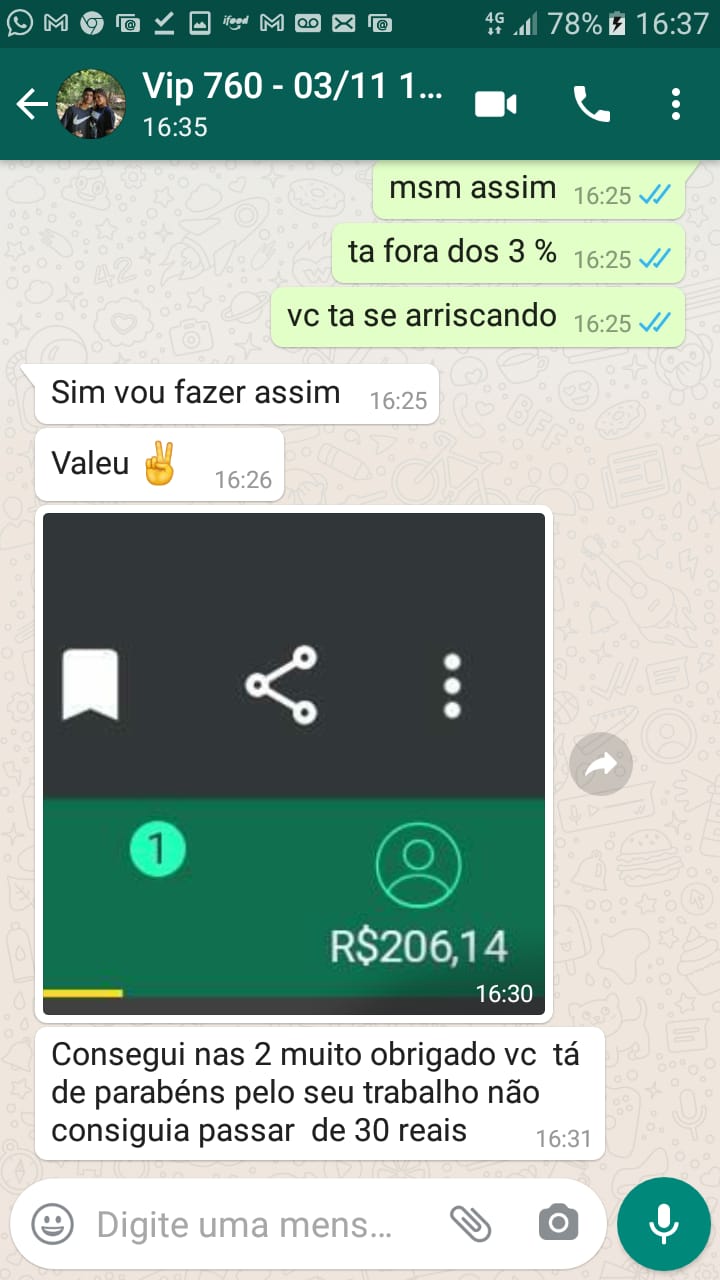 4G 78% 16:37
Vip 760 - 03/11 1...
16:35
msm assim 16:25
ta fora dos 3 % 16:25
vc ta se arriscando 16:25
Sim vou fazer assim 16:25
Valeu ✌ 16:26
1
R$206,14
16:30
Consegui nas 2 muito obrigado vc tá
de parabéns pelo seu trabalho não
consiguia passar de 30 reais 16:31
Digite uma mens...